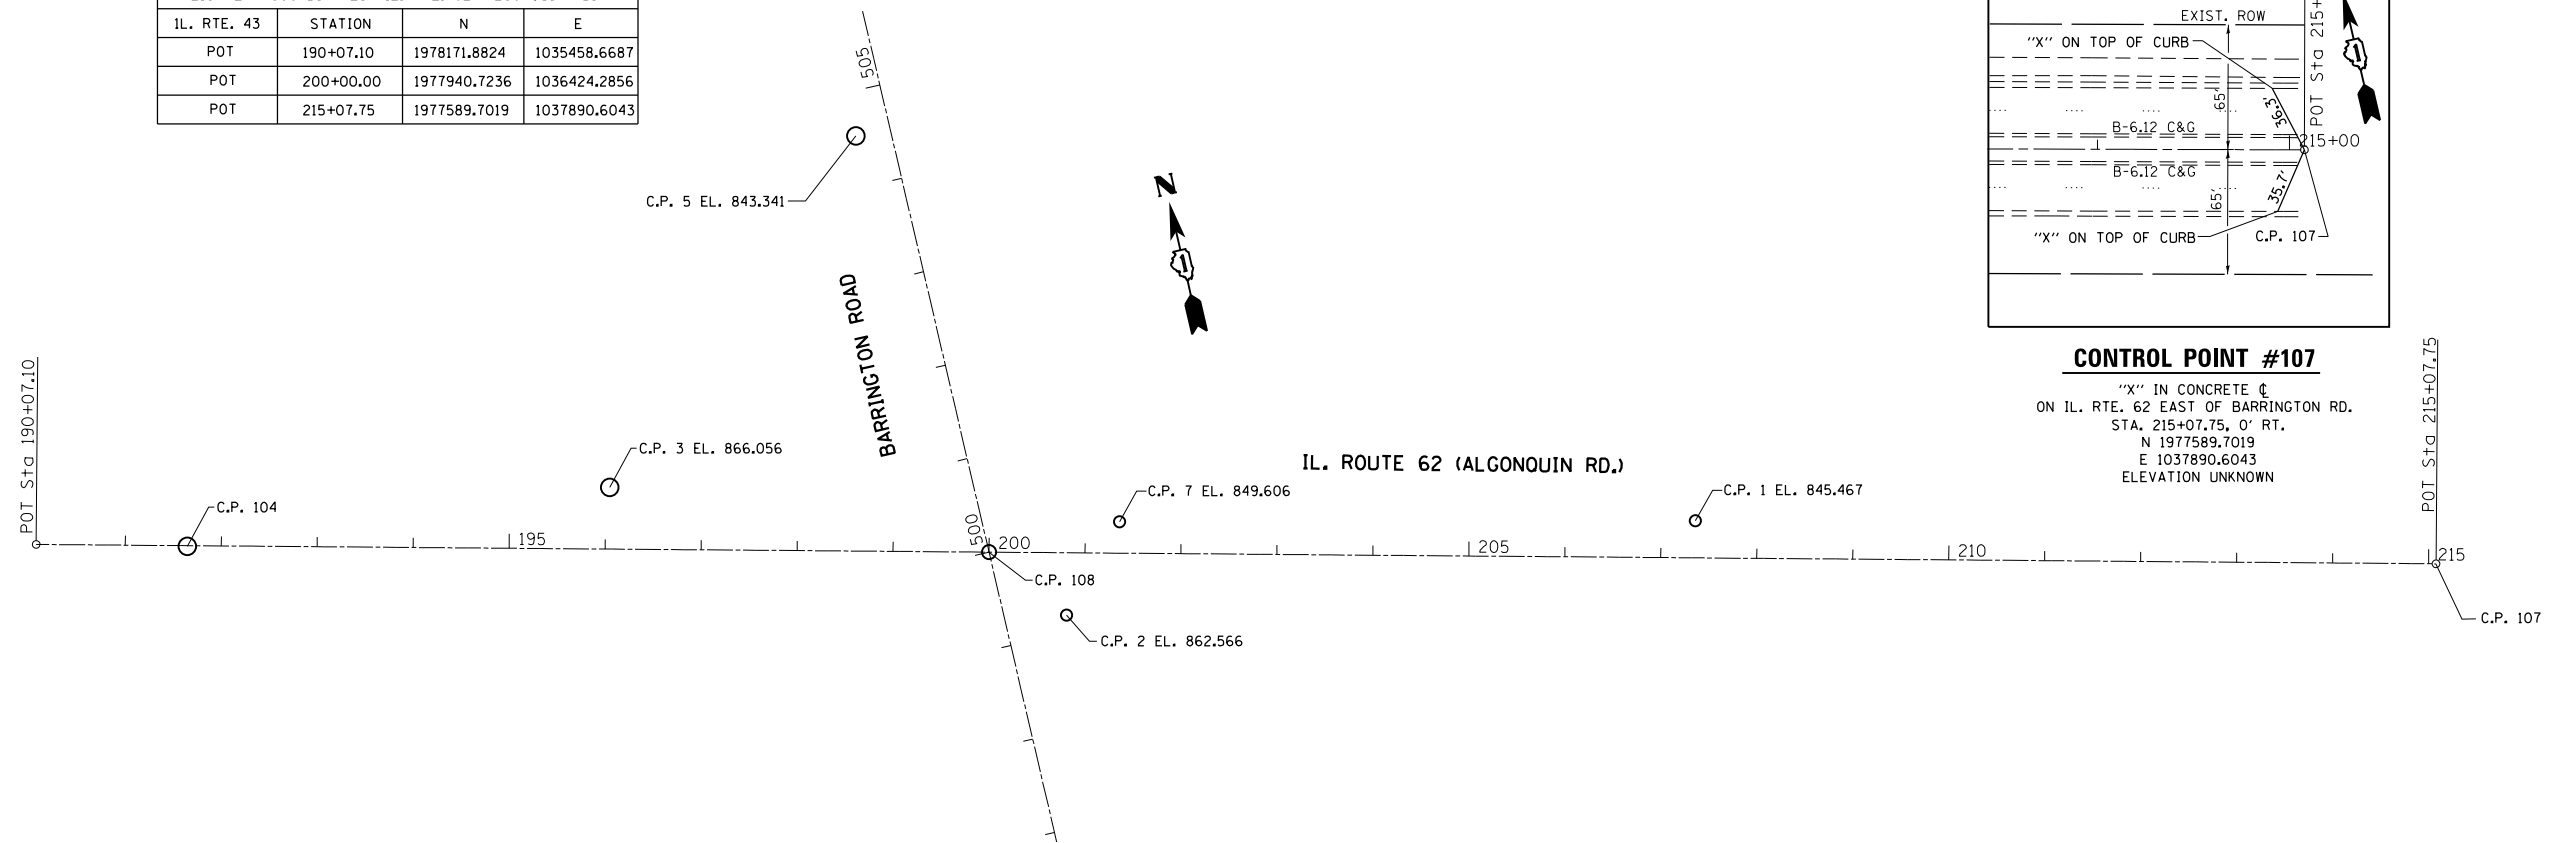 1L. RTE. 43 STATION N E
POT 190+07.10 1978171.8824 1035458.6687
POT 200+00.00 1977940.7236 1036424.2856
POT 215+07.75 1977589.7019 1037890.6043
505
C.P. 5 EL. 843.341
N
1
BARRINGTON ROAD
EXIST. ROW
"X" ON TOP OF CURB
POT Sta 215+
1
65'
36.3'
B-6.12 C&G
215+00
B-6.12 C&G
65'
35.7'
"X" ON TOP OF CURB
C.P. 107
CONTROL POINT #107
"X" IN CONCRETE ℄
ON IL. RTE. 62 EAST OF BARRINGTON RD.
STA. 215+07.75, 0' RT.
N 1977589.7019
E 1037890.6043
ELEVATION UNKNOWN
POT Sta 190+07.10
C.P. 104
C.P. 3 EL. 866.056
IL. ROUTE 62 (ALGONQUIN RD.)
C.P. 7 EL. 849.606
C.P. 1 EL. 845.467
POT Sta 215+07.75
195
500
200
205
210
215
C.P. 108
C.P. 2 EL. 862.566
C.P. 107